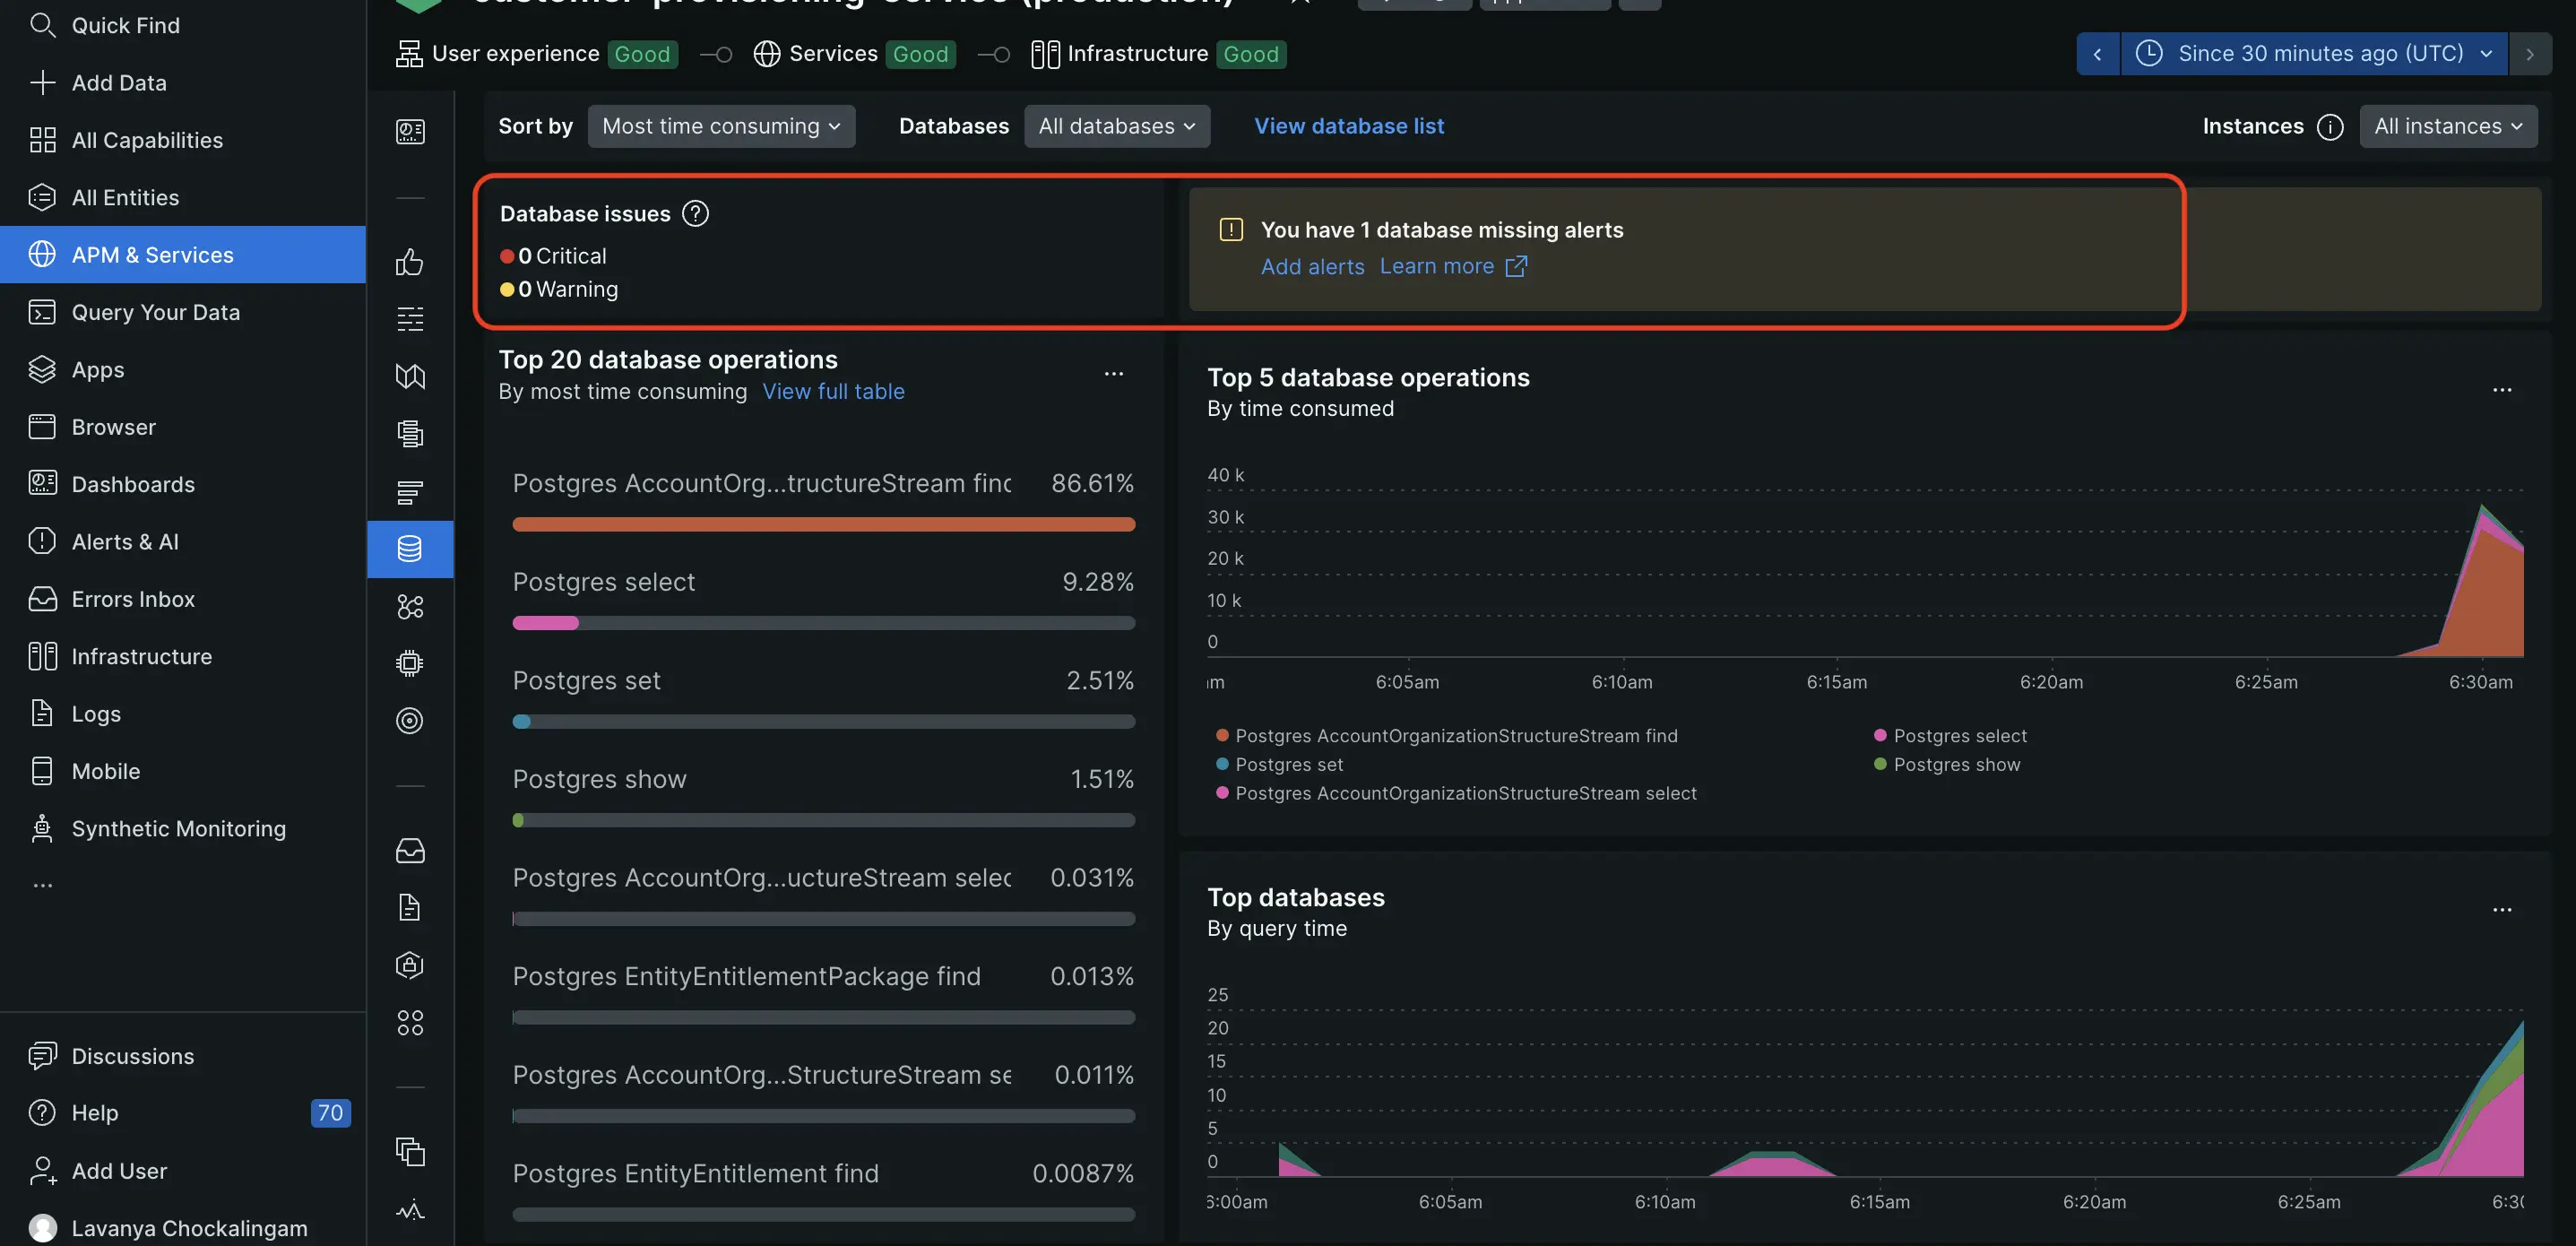 Quick Find
Add Data
All Capabilities
All Entities
APM & Services
Query Your Data
Apps
Browser
Dashboards
Alerts & AI
Errors Inbox
Infrastructure
Logs
Mobile
Synthetic Monitoring
...
Discussions
Help 70
Add User
Lavanya Chockalingam
customer-provisioning-service (production)
User experience Good Services Good Infrastructure Good
Since 30 minutes ago (UTC)
Sort by Most time consuming Databases All databases View database list Instances All instances
Database issues
0 Critical
0 Warning
You have 1 database missing alerts
Add alerts Learn more
Top 20 database operations
By most time consuming View full table
Postgres AccountOrg...tructureStream find 86.61%
Postgres select 9.28%
Postgres set 2.51%
Postgres show 1.51%
Postgres AccountOrg...uctureStream selec 0.031%
Postgres EntityEntitlementPackage find 0.013%
Postgres AccountOrg...StructureStream se 0.011%
Postgres EntityEntitlement find 0.0087%
Top 5 database operations
By time consumed
40 k
30 k
20 k
10 k
0
am 6:05am 6:10am 6:15am 6:20am 6:25am 6:30am
Postgres AccountOrganizationStructureStream find
Postgres select
Postgres set
Postgres show
Postgres AccountOrganizationStructureStream select
Top databases
By query time
25
20
15
10
5
0
6:00am 6:05am 6:10am 6:15am 6:20am 6:25am 6:30